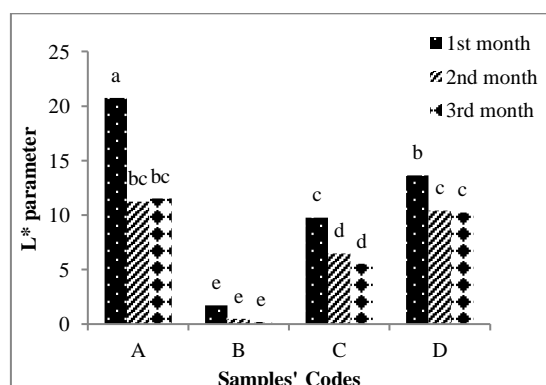 25
20
15
10
5
0
L* parameter
a
bc bc
e e e
c
d d
b
c c
1st month
2nd month
3rd month
A B C D
Samples' Codes